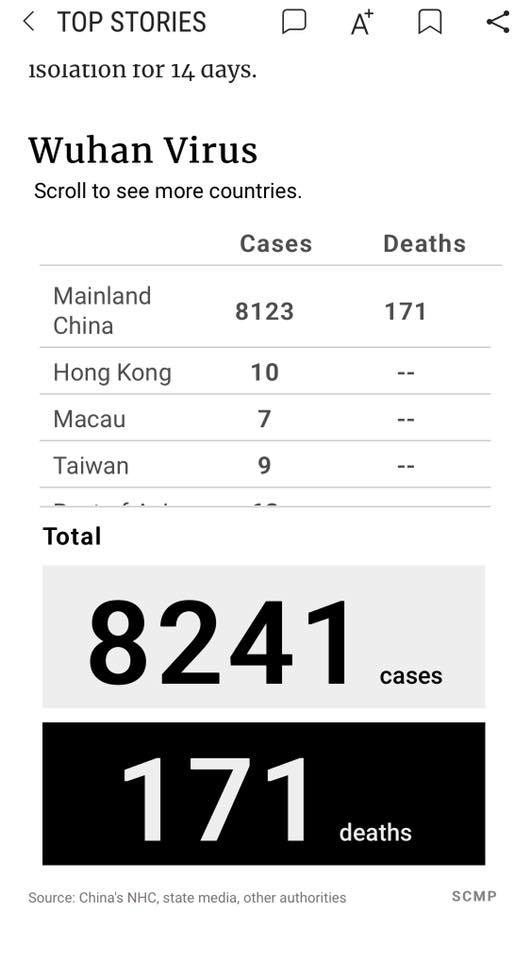 TOP STORIES
isolation for 14 days.
Wuhan Virus
Scroll to see more countries.
Cases Deaths
Mainland
China
8123 171
Hong Kong 10 --
Macau 7 --
Taiwan 9 --
Total
8241 cases
171 deaths
Source: China's NHC, state media, other authorities SCMP